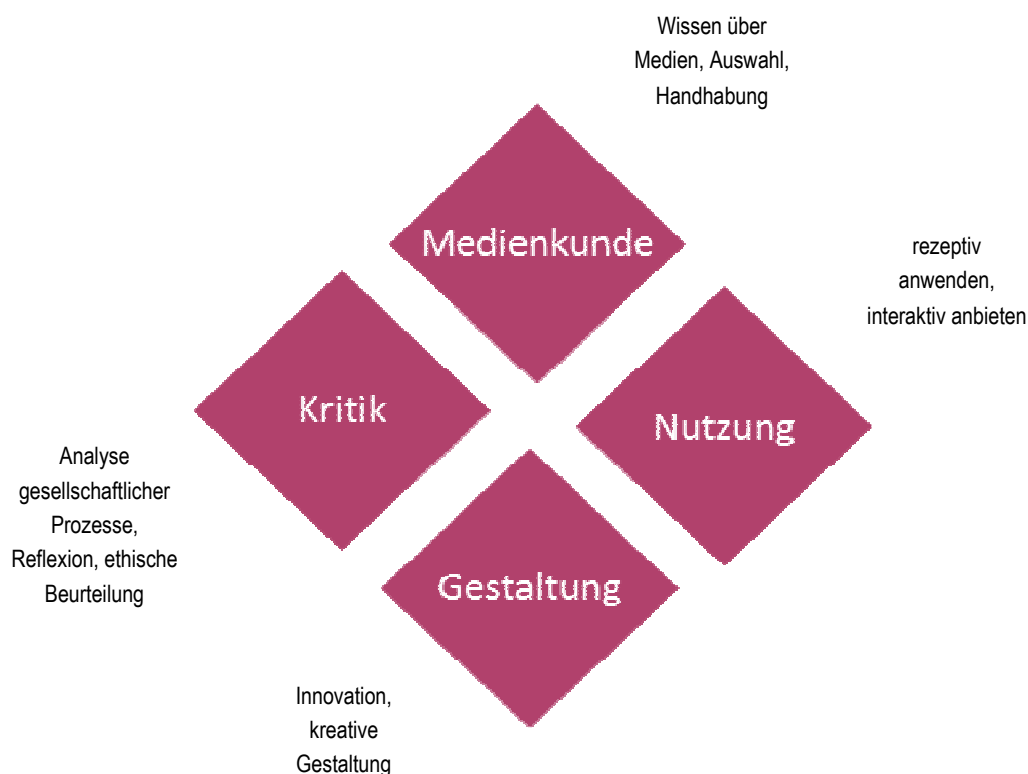 Wissen über
Medien, Auswahl,
Handhabung
Medienkunde
rezeptiv
anwenden,
interaktiv anbieten
Kritik
Nutzung
Analyse
gesellschaftlicher
Prozesse,
Reflexion, ethische
Beurteilung
Gestaltung
Innovation,
kreative
Gestaltung